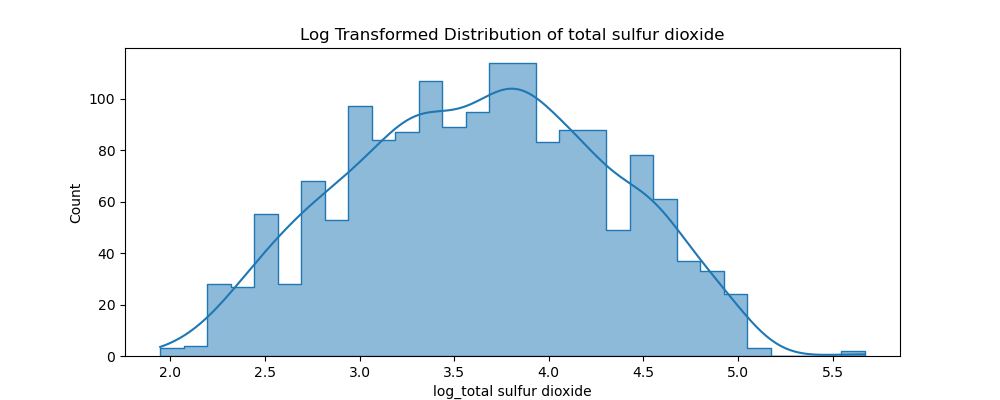 Log Transformed Distribution of total sulfur dioxide
100
80
60
40
20
0
Count
2.0 2.5 3.0 3.5 4.0 4.5 5.0 5.5
log_total sulfur dioxide